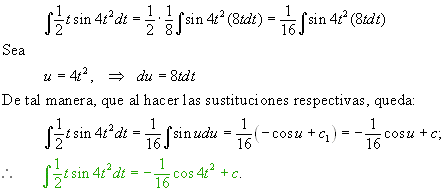 ∫ 1/2 t sin 4t² dt = 1/2 · 1/8 ∫ sin 4t² (8tdt) = 1/16 ∫ sin 4t² (8tdt)
Sea
u = 4t², ⇒ du = 8tdt
De tal manera, que al hacer las sustituciones respectivas, queda:
∫ 1/2 t sin 4t² dt = 1/16 ∫ sin udu = 1/16 (−cos u + c₁) = −1/16 cos u + c;
∴ ∫ 1/2 t sin 4t² dt = −1/16 cos 4t² + c.